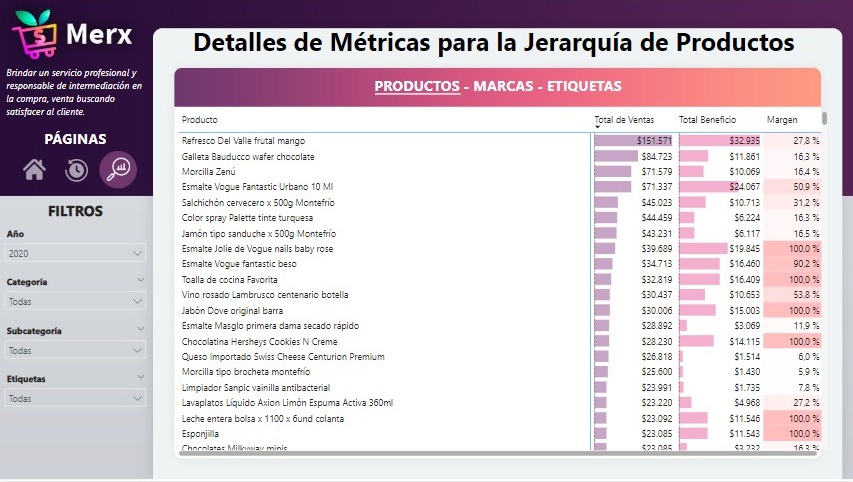 Merx
Brindar un servicio profesional y
responsable de intermediación en
la compra, venta buscando
satisfacer al cliente.
PÁGINAS
FILTROS
Año
2020
Categoría
Todas
Subcategoría
Todas
Etiquetas
Todas
Detalles de Métricas para la Jerarquía de Productos
PRODUCTOS - MARCAS - ETIQUETAS
Producto Total de Ventas Total Beneficio Margen
Refresco Del Valle frutal mango $151.571 $32.935 27,8 %
Galleta Bauducco wafer chocolate $84.723 $11.861 16,3 %
Morcilla Zenú $71.579 $10.069 16,4 %
Esmalte Vogue Fantastic Urbano 10 Ml $71.337 $24.067 50,9 %
Salchichón cervecero x 500g Montefrío $45.023 $10.713 31,2 %
Color spray Palette tinte turquesa $44.459 $6.224 16,3 %
Jamón tipo sanduche x 500g Montefrío $43.231 $6.117 16,5 %
Esmalte Jolie de Vogue nails baby rose $39.689 $19.845 100,0 %
Esmalte Vogue fantastic beso $34.713 $16.460 90,2 %
Toalla de cocina Favorita $32.819 $16.409 100,0 %
Vino rosado Lambrusco centenario botella $30.437 $10.653 53,8 %
Jabón Dove original barra $30.006 $15.003 100,0 %
Esmalte Masglo primera dama secado rápido $28.892 $3.069 11,9 %
Chocolatina Hersheys Cookies N Creme $28.230 $14.115 100,0 %
Queso Importado Swiss Cheese Centurion Premium $26.818 $1.514 6,0 %
Morcilla tipo brocheta montefrío $25.600 $1.430 5,9 %
Limpiador Sanpic vainilla antibacterial $23.991 $1.735 7,8 %
Lavaplatos Líquido Axion Limón Espuma Activa 360ml $23.220 $4.968 27,2 %
Leche entera bolsa x 1100 x 6und colanta $23.092 $11.546 100,0 %
Esponjilla $23.085 $11.543 100,0 %
Chocolates Milkyway minis $23.085 $3.232 16,3 %